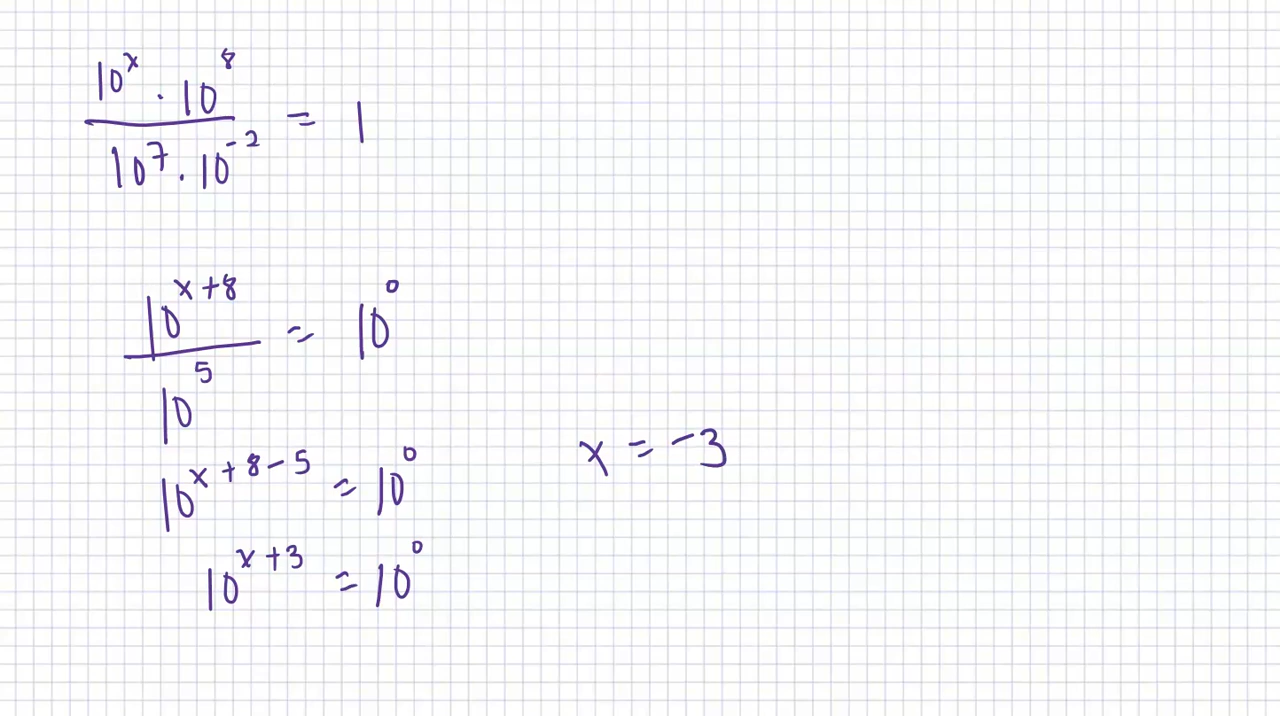 10^x · 10^8
10^7 · 10^-2 = 1
10^x+8
10^5 = 10^0
10^x+8-5 = 10^0
10^x+3 = 10^0
x = -3